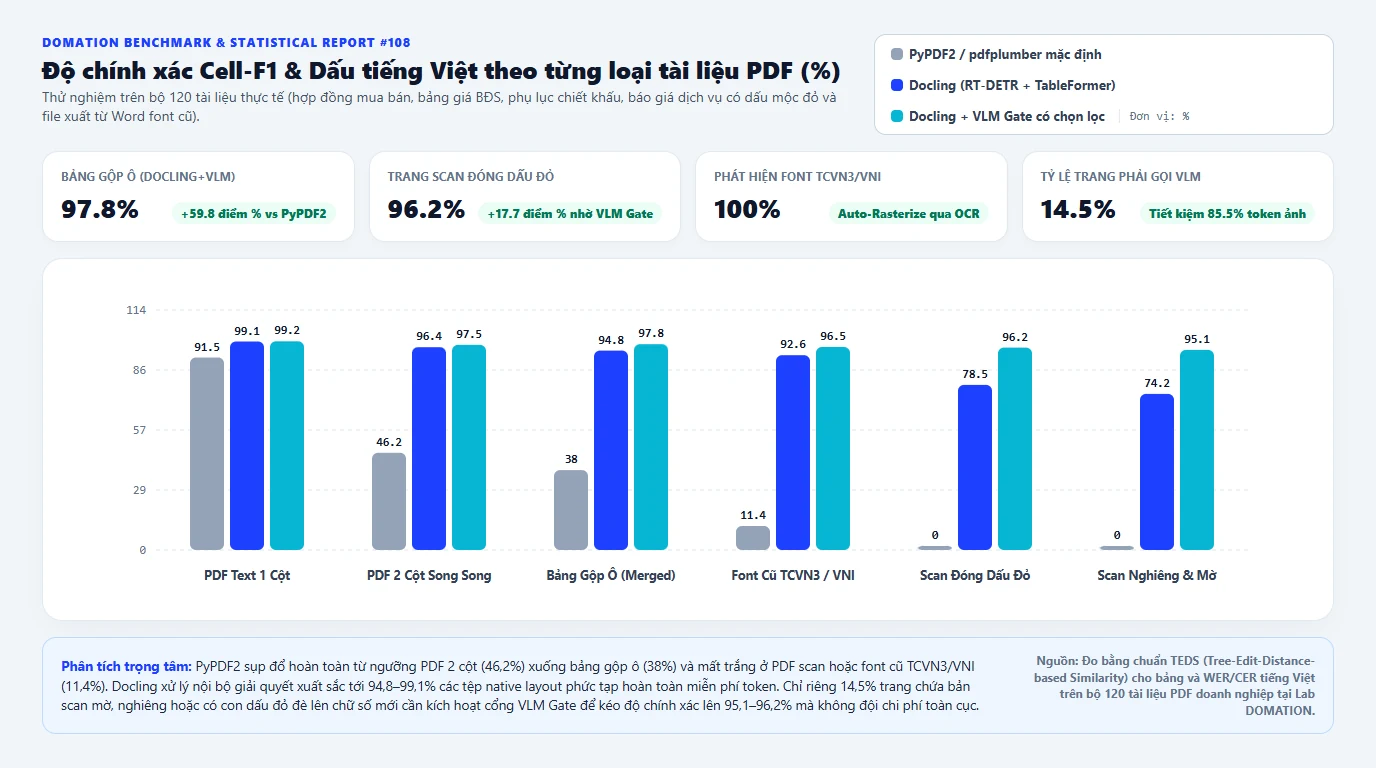 DOMATION BENCHMARK & STATISTICAL REPORT #108
Độ chính xác Cell-F1 & Dấu tiếng Việt theo từng loại tài liệu PDF (%)
Thử nghiệm trên bộ 120 tài liệu thực tế (hợp đồng mua bán, bảng giá BĐS, phụ lục chiết khấu, báo giá dịch vụ có dấu mộc đỏ và
file xuất từ Word font cũ).
PyPDF2 / pdfplumber mặc định
Docling (RT-DETR + TableFormer)
Docling + VLM Gate có chọn lọc
Đơn vị: %
BẢNG GỘP Ô (DOCLING+VLM)
97.8%
+59.8 điểm % vs PyPDF2
TRANG SCAN ĐÓNG DẤU ĐỎ
96.2%
+17.7 điểm % nhờ VLM Gate
PHÁT HIỆN FONT TCVN3/VNI
100%
Auto-Rasterize qua OCR
TỶ LỆ TRANG PHẢI GỌI VLM
14.5%
Tiết kiệm 85.5% token ảnh
114
86
57
29
0
91.5
99.1
99.2
46.2
96.4
97.5
38
94.8
97.8
11.4
92.6
96.5
0
78.5
96.2
0
74.2
95.1
PDF Text 1 Cột
PDF 2 Cột Song Song
Bảng Gộp Ô (Merged)
Font Cũ TCVN3 / VNI
Scan Đóng Dấu Đỏ
Scan Nghiêng & Mờ
Phân tích trọng tâm: PyPDF2 sụp đổ hoàn toàn từ ngưỡng PDF 2 cột (46,2%) xuống bảng gộp ô (38%) và mất trắng ở PDF scan hoặc font cũ TCVN3/VNI
(11,4%). Docling xử lý nội bộ giải quyết xuất sắc tới 94,8–99,1% các tệp native layout phức tạp hoàn toàn miễn phí token. Chỉ riêng 14,5% trang chứa bản
scan mờ, nghiêng hoặc có con dấu đỏ đè lên chữ số mới cần kích hoạt cổng VLM Gate để kéo độ chính xác lên 95,1–96,2% mà không đội chi phí toàn cục.
Nguồn: Đo bằng chuẩn TEDS (Tree-Edit-Distance-
based Similarity) cho bảng và WER/CER tiếng Việt
trên bộ 120 tài liệu PDF doanh nghiệp tại Lab
DOMATION.